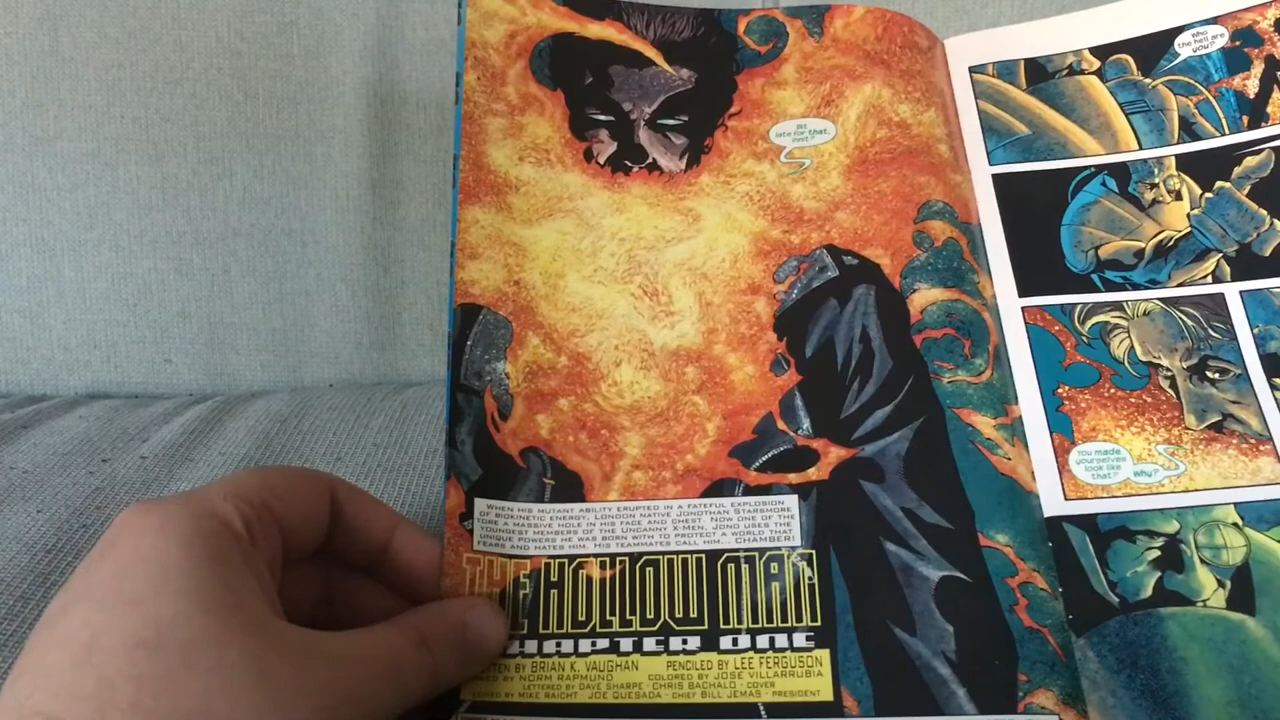 Bit
late for that,
innit?
WHEN HIS MUTANT ABILITY ERUPTED IN A FATEFUL EXPLOSION
OF BIOKINETIC ENERGY, LONDON NATIVE JONOTHAN STARSMORE
TORE A MASSIVE HOLE IN HIS FACE AND CHEST. NOW ONE OF THE
YOUNGEST MEMBERS OF THE UNCANNY X-MEN, JONO USES THE
UNIQUE POWERS HE WAS BORN WITH TO PROTECT A WORLD THAT
FEARS AND HATES HIM. HIS TEAMMATES CALL HIM... CHAMBER!
THE HOLLOW MAN
CHAPTER ONE
TEN BY BRIAN K. VAUGHAN PENCILED BY LEE FERGUSON
KED BY NORM RAPMUND COLORED BY JOSE VILLARRUBIA
LETTERED BY DAVE SHARPE · CHRIS BACHALO · COVER
EDITED BY MIKE RAICHT · JOE QUESADA · CHIEF BILL JEMAS · PRESIDENT
Who
the hell are
you?
You made
yourselves
look like
that?
Why?